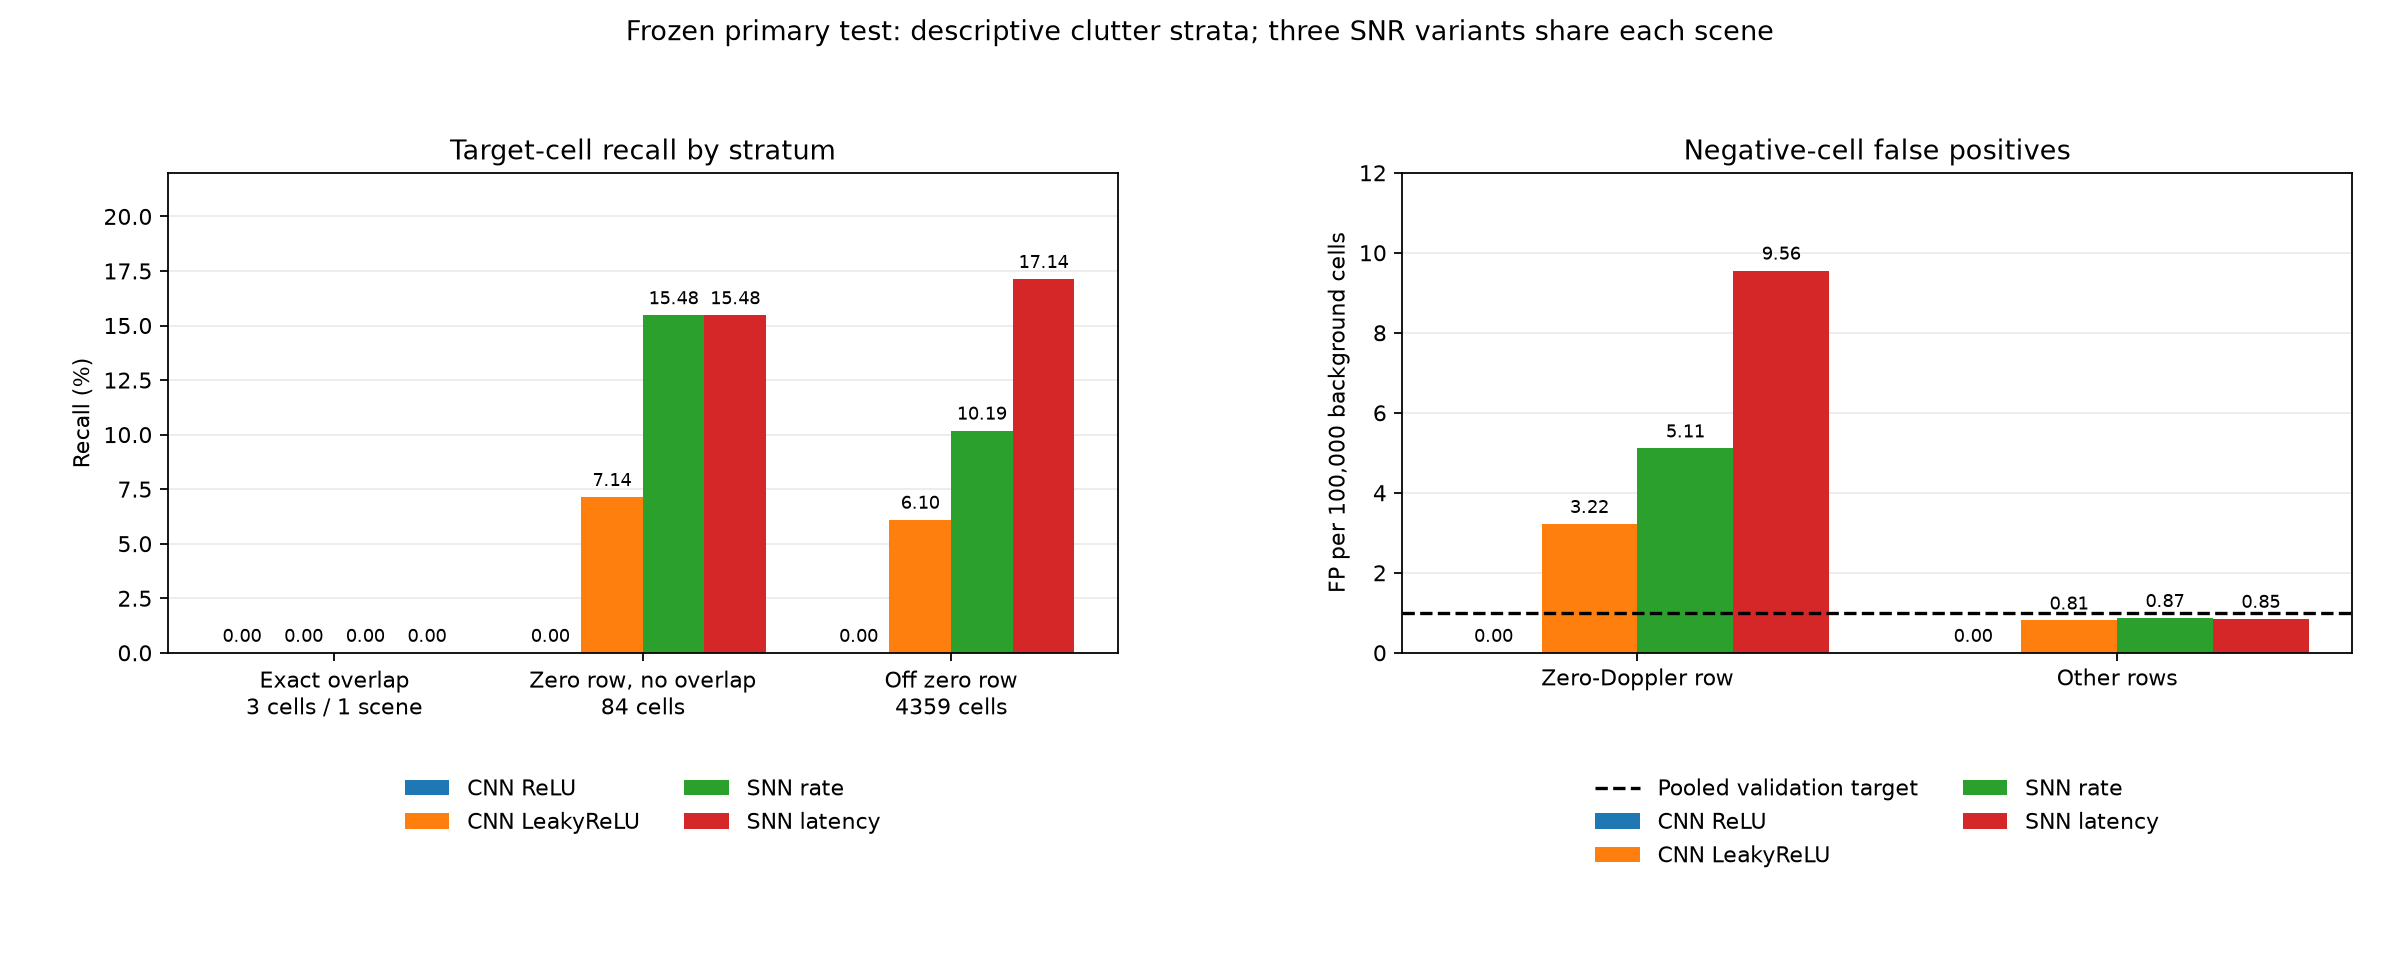 Frozen primary test: descriptive clutter strata; three SNR variants share each scene
Target-cell recall by stratum
Recall (%)
20.0
17.5
15.0
12.5
10.0
7.5
5.0
2.5
0.0
0.00 0.00 0.00 0.00
0.00 7.14 15.48 15.48
0.00 6.10 10.19 17.14
Exact overlap
3 cells / 1 scene
Zero row, no overlap
84 cells
Off zero row
4359 cells
CNN ReLU
CNN LeakyReLU
SNN rate
SNN latency
Negative-cell false positives
FP per 100,000 background cells
12
10
8
6
4
2
0
0.00 3.22 5.11 9.56
0.00 0.81 0.87 0.85
Zero-Doppler row
Other rows
Pooled validation target
CNN ReLU
CNN LeakyReLU
SNN rate
SNN latency